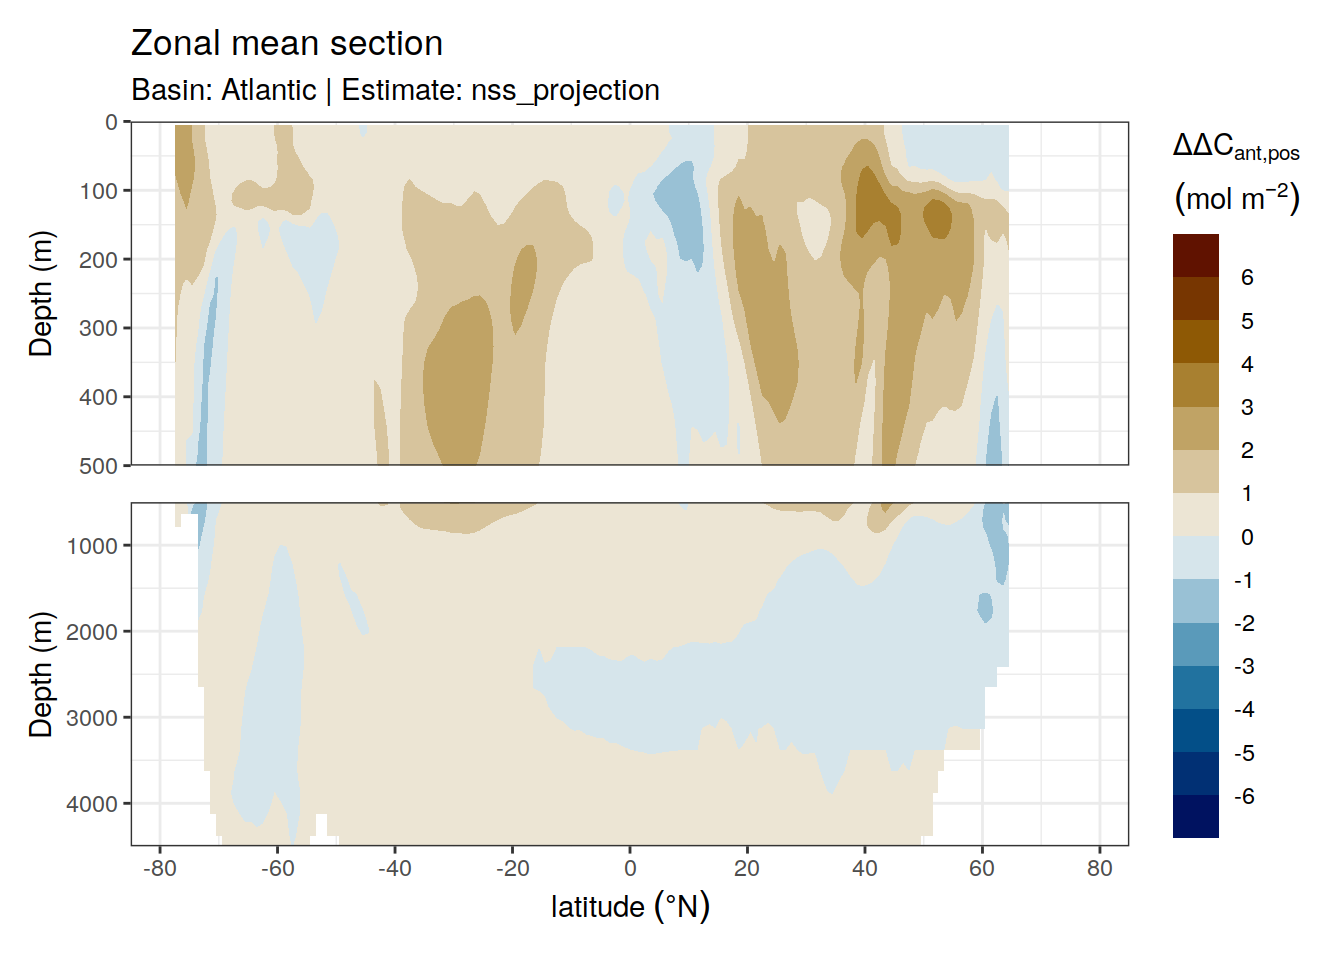 Zonal mean section
Basin: Atlantic | Estimate: nss_projection
0
100
200
300
400
500
Depth (m)
1000
2000
3000
4000
Depth (m)
-80 -60 -40 -20 0 20 40 60 80
latitude (°N)
ΔΔC_ant,pos
(mol m⁻²)
6
5
4
3
2
1
0
-1
-2
-3
-4
-5
-6